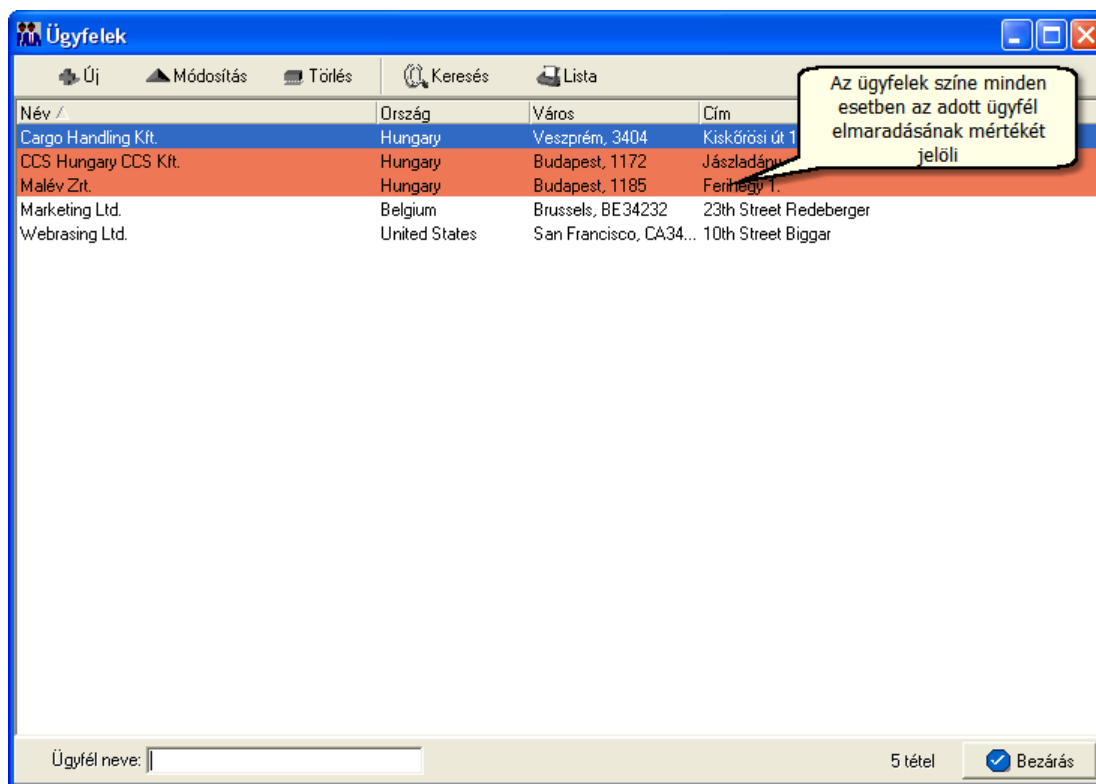 Ügyfelek
Új Módosítás Törlés Keresés Lista
Az ügyfelek színe minden
esetben az adott ügyfél
elmaradásának mértékét
jelöli
Név Ország Város Cím
Cargo Handling Kft. Hungary Veszprém, 3404 Kiskőrösi út 1
CCS Hungary CCS Kft. Hungary Budapest, 1172 Jászladány
Malév Zrt. Hungary Budapest, 1185 Ferihegy 1.
Marketing Ltd. Belgium Brussels, BE34232 23th Street Redeberger
Webrasing Ltd. United States San Francisco, CA34... 10th Street Biggar
Ügyfél neve: 5 tétel Bezárás